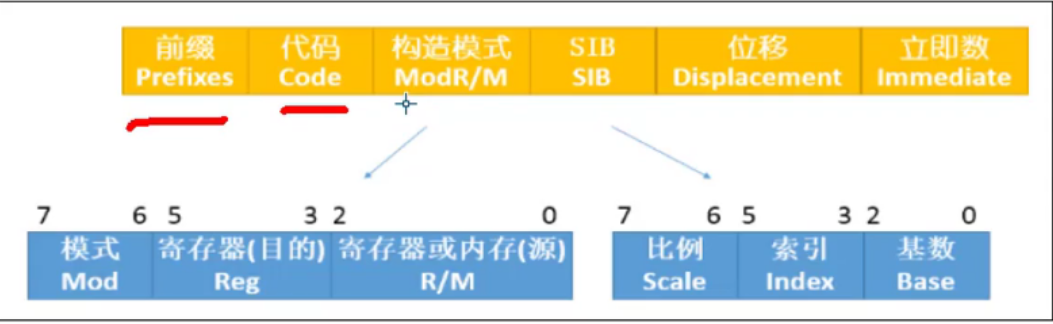 前缀 代码 构造模式 SIB 位移 立即数
Prefixes Code ModR/M SIB Displacement Immediate
7 6 5 3 2 0 7 6 5 3 2 0
模式 寄存器(目的) 寄存器或内存(源) 比例 索引 基数
Mod Reg R/M Scale Index Base